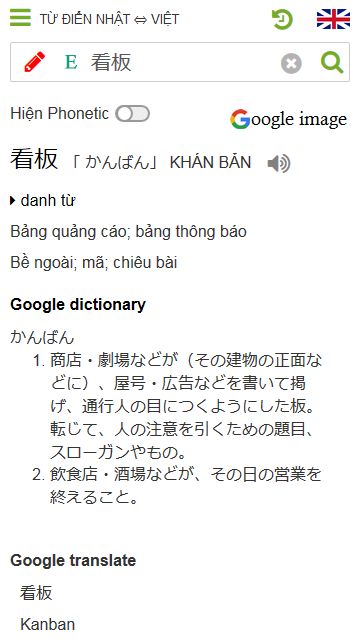 TỪ ĐIỂN NHẬT ⇔ VIỆT
E 看板
Hiện Phonetic
Google image
看板 「 かんばん」 KHÁN BẢN
danh từ
Bảng quảng cáo; bảng thông báo
Bề ngoài; mã; chiêu bài
Google dictionary
かんばん
1. 商店・劇場などが（その建物の正面な
どに）、屋号・広告などを書いて掲
げ、通行人の目につくようにした板。
転じて、人の注意を引くための題目、
スローガンやもの。
2. 飲食店・酒場などが、その日の営業を
終えること。
Google translate
看板
Kanban